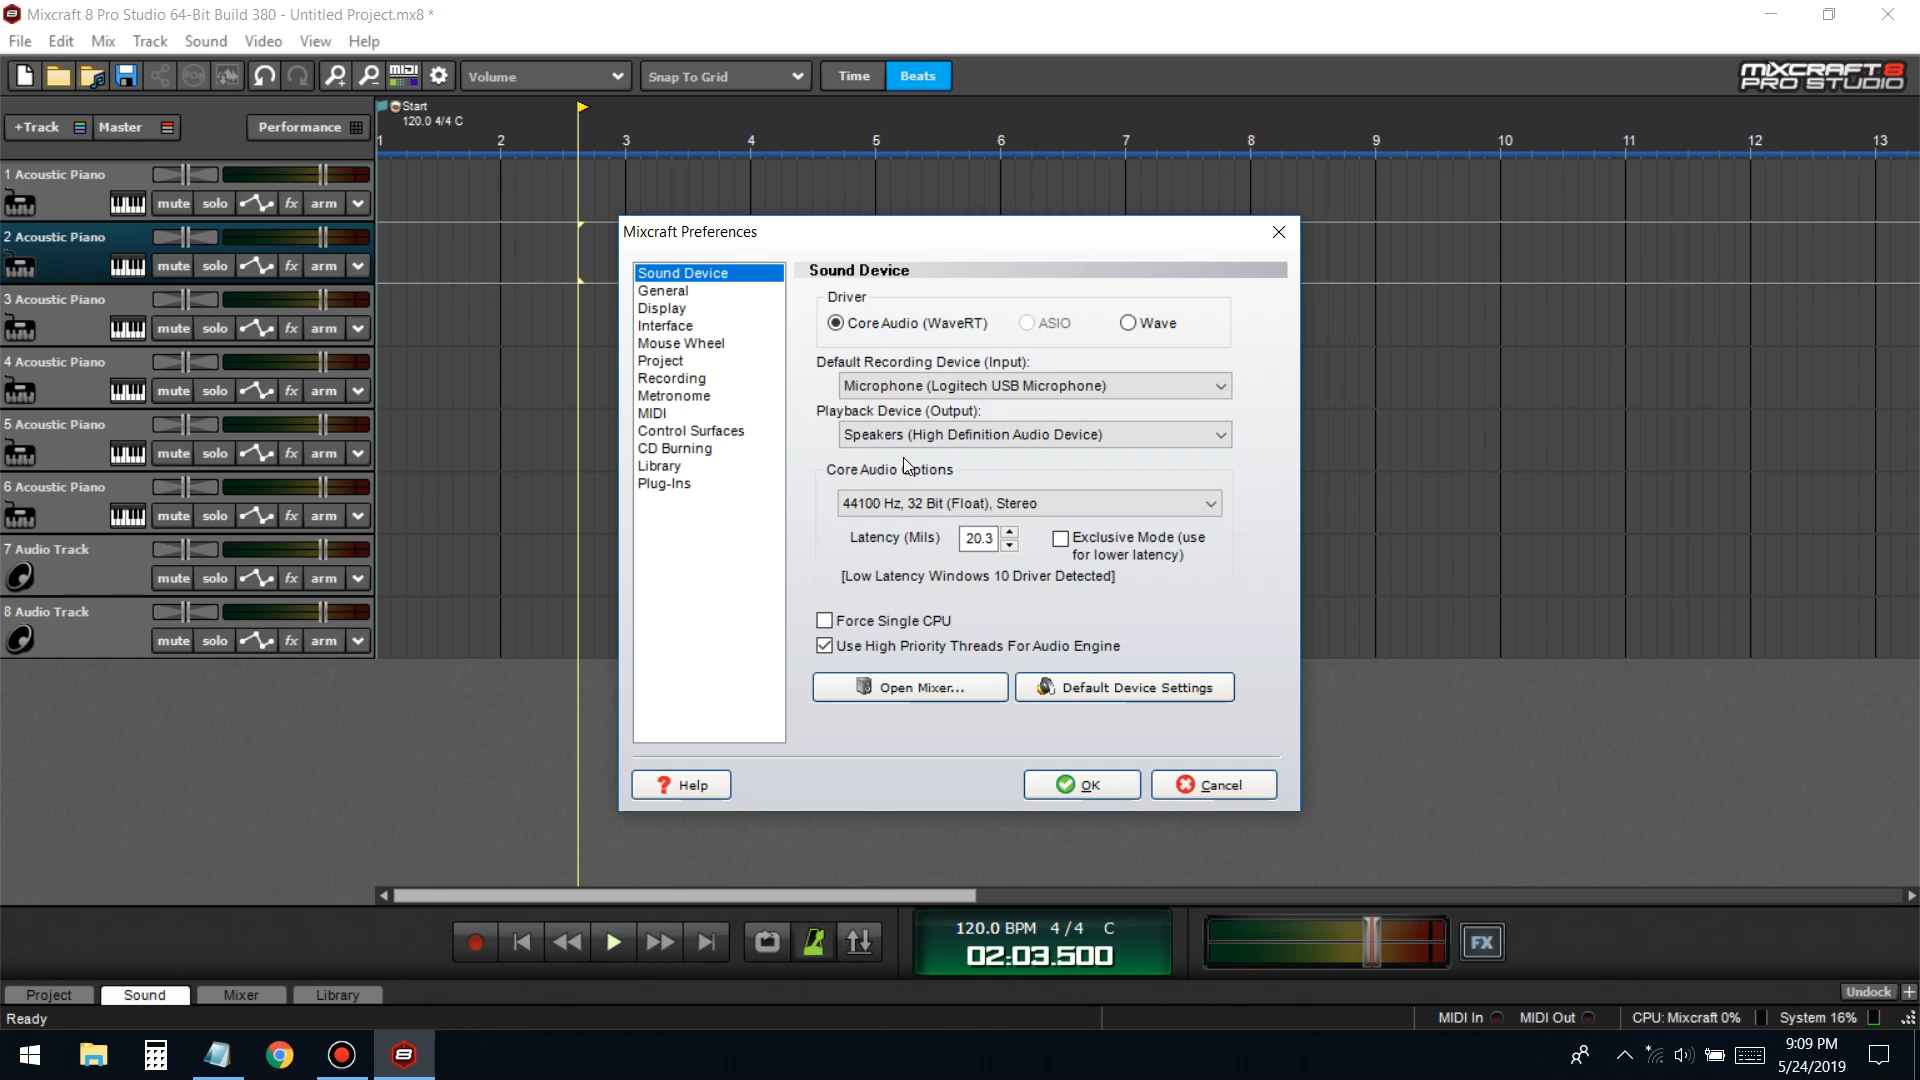 Mixcraft 8 Pro Studio 64-Bit Build 380 - Untitled Project.mx8 *
File Edit Mix Track Sound Video View Help
MIDI Volume Snap To Grid Time Beats MIXCRAFT 8 PRO STUDIO
+Track Master Performance
Start
120.0 4/4 C
1 2 3 4 5 6 7 8 9 10 11 12 13
1 Acoustic Piano
mute solo fx arm
2 Acoustic Piano
mute solo fx arm
3 Acoustic Piano
mute solo fx arm
4 Acoustic Piano
mute solo fx arm
5 Acoustic Piano
mute solo fx arm
6 Acoustic Piano
mute solo fx arm
7 Audio Track
mute solo fx arm
8 Audio Track
mute solo fx arm
Mixcraft Preferences
Sound Device
General
Display
Interface
Mouse Wheel
Project
Recording
Metronome
MIDI
Control Surfaces
CD Burning
Library
Plug-Ins
Sound Device
Driver
Core Audio (WaveRT) ASIO Wave
Default Recording Device (Input):
Microphone (Logitech USB Microphone)
Playback Device (Output):
Speakers (High Definition Audio Device)
Core Audio Options
44100 Hz, 32 Bit (Float), Stereo
Latency (Mils) 20.3 Exclusive Mode (use
for lower latency)
[Low Latency Windows 10 Driver Detected]
Force Single CPU
Use High Priority Threads For Audio Engine
Open Mixer... Default Device Settings
Help OK Cancel
120.0 BPM 4/4 C
02:03.500
FX
Project Sound Mixer Library Undock
Ready MIDI In MIDI Out CPU: Mixcraft 0% System 16%
9:09 PM
5/24/2019